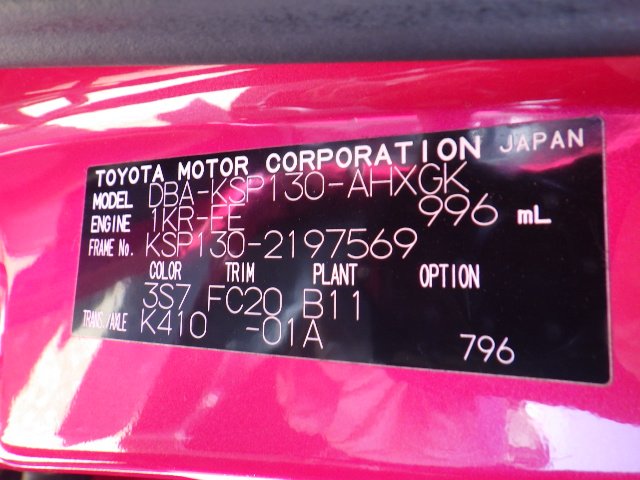 TOYOTA MOTOR CORPORATION JAPAN
MODEL DBA-KSP130-AHXGK
ENGINE 1KR-FE 996 mL
FRAME No. KSP130-2197569
COLOR TRIM PLANT OPTION
3S7 FC20 B11
TRANS./AXLE K410 -01A
796